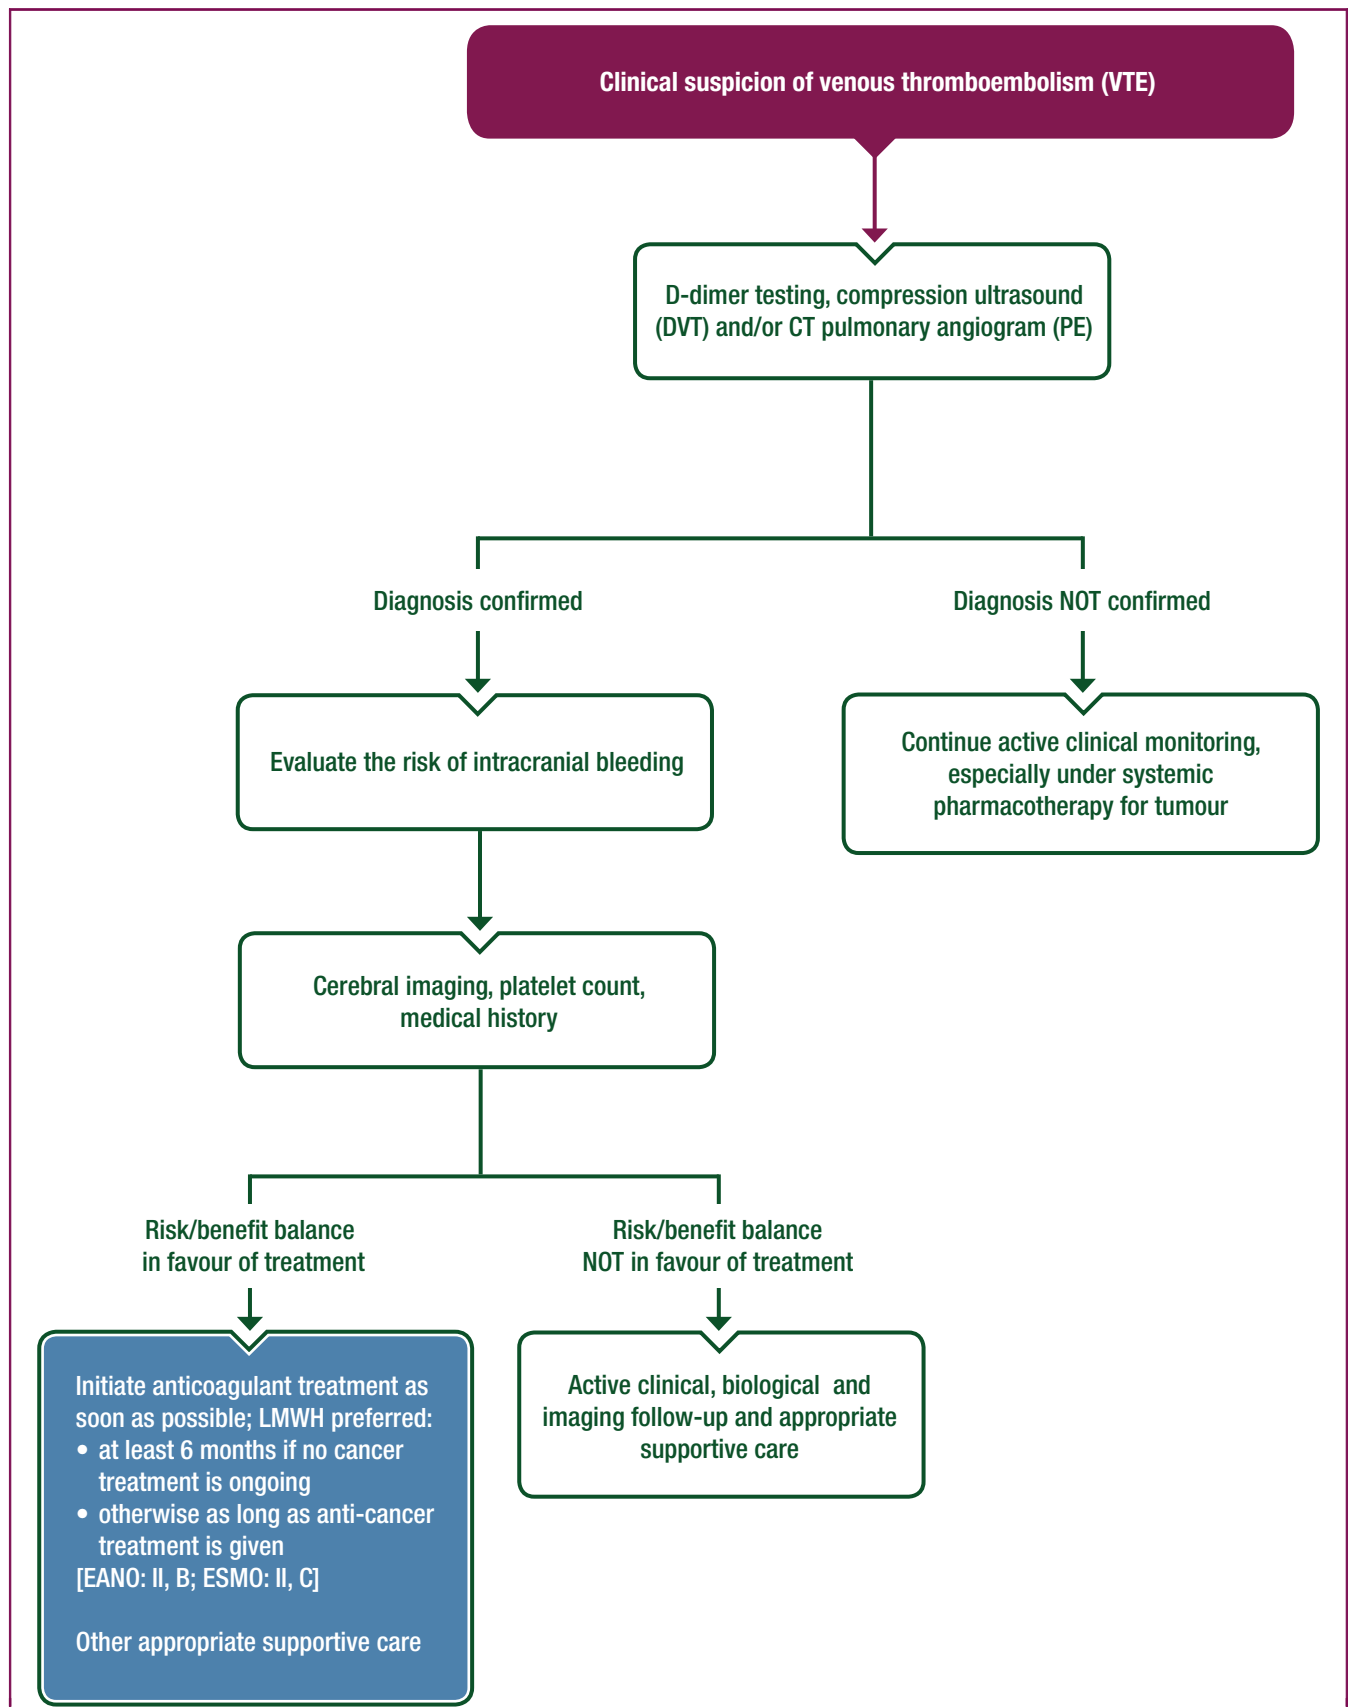 Clinical suspicion of venous thromboembolism (VTE)
D-dimer testing, compression ultrasound
(DVT) and/or CT pulmonary angiogram (PE)
Diagnosis confirmed
Diagnosis NOT confirmed
Evaluate the risk of intracranial bleeding
Continue active clinical monitoring,
especially under systemic
pharmacotherapy for tumour
Cerebral imaging, platelet count,
medical history
Risk/benefit balance
in favour of treatment
Risk/benefit balance
NOT in favour of treatment
Initiate anticoagulant treatment as
soon as possible; LMWH preferred:
• at least 6 months if no cancer
treatment is ongoing
• otherwise as long as anti-cancer
treatment is given
[EANO: II, B; ESMO: II, C]
Other appropriate supportive care
Active clinical, biological and
imaging follow-up and appropriate
supportive care